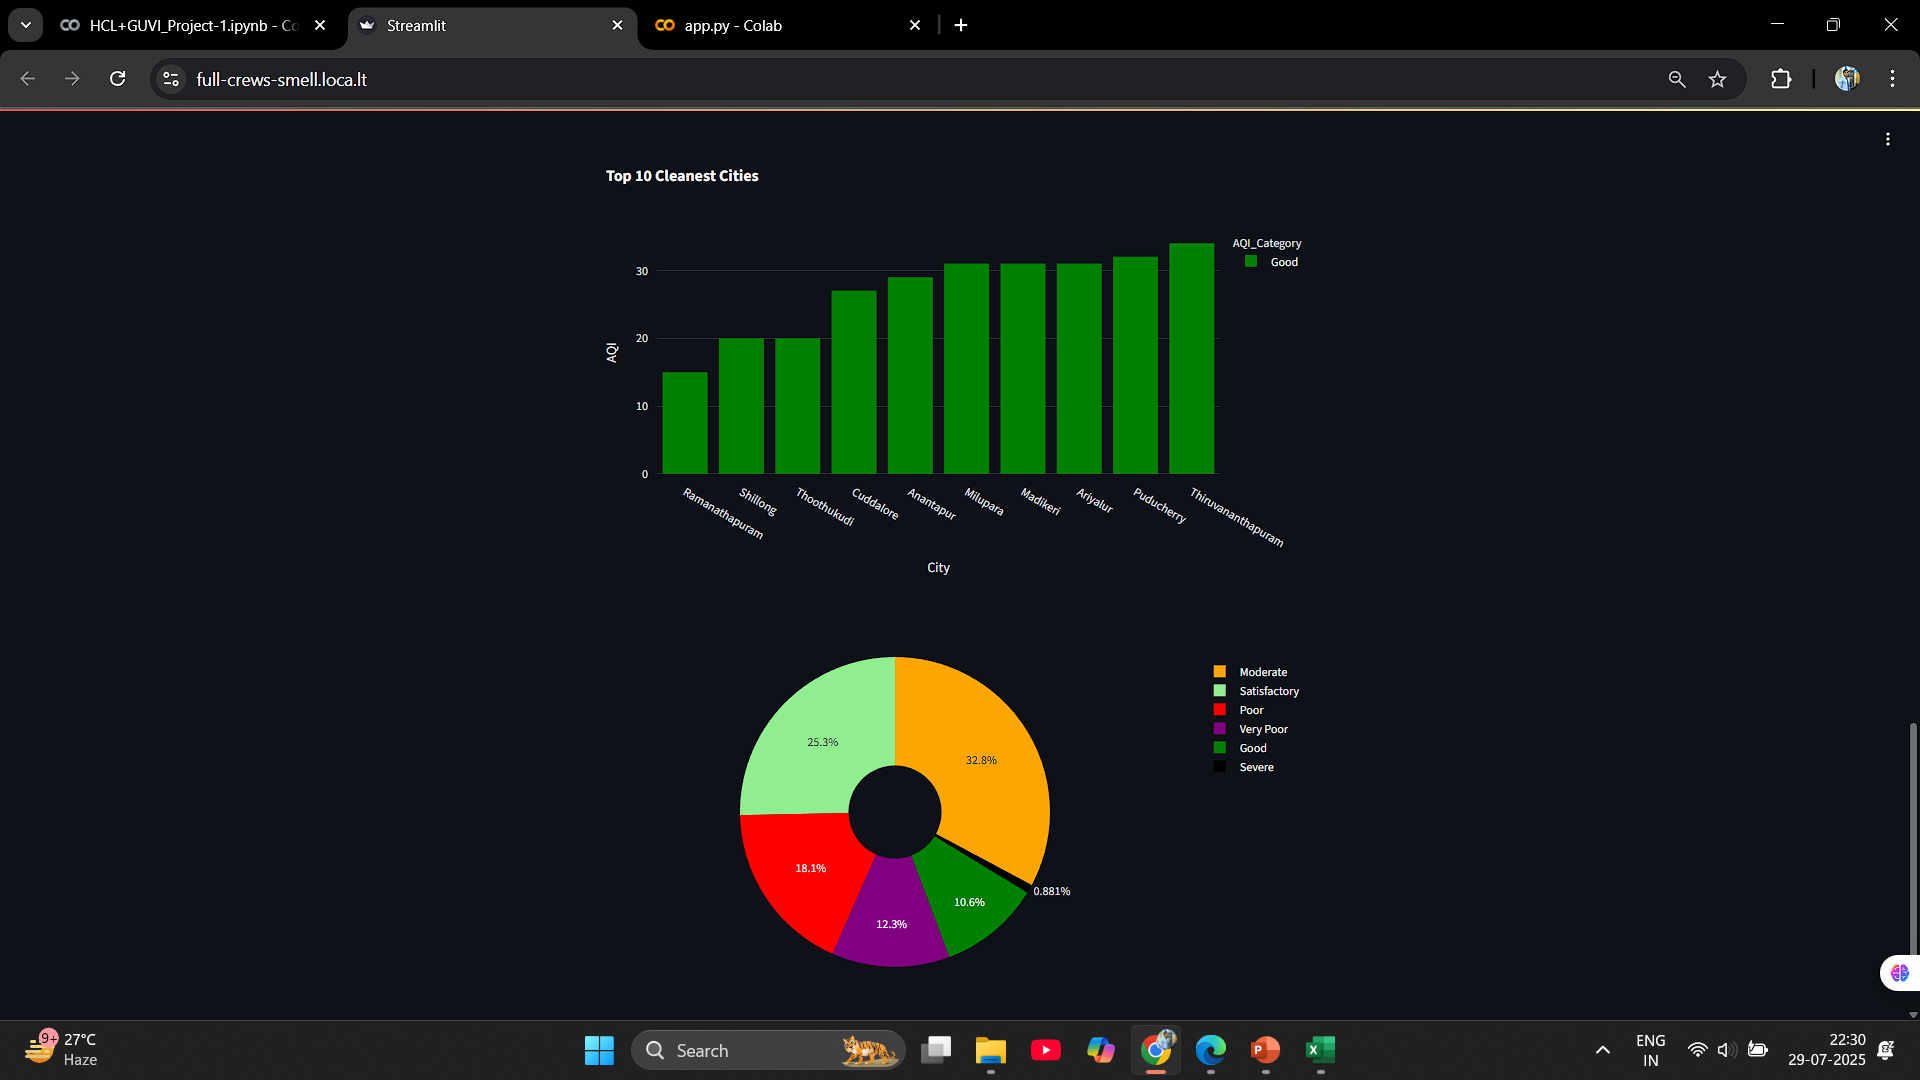 HCL+GUVI_Project-1.ipynb - Co
Streamlit
app.py - Colab
full-crews-smell.loca.lt
Top 10 Cleanest Cities
AQI_Category
Good
30
20
10
0
AQI
Ramanathapuram
Shillong
Thoothukudi
Cuddalore
Anantapur
Milupara
Madikeri
Ariyalur
Puducherry
Thiruvananthapuram
City
Moderate
Satisfactory
Poor
Very Poor
Good
Severe
25.3%
32.8%
18.1%
0.881%
10.6%
12.3%
9+
27°C
Haze
Search
ENG
IN
22:30
29-07-2025